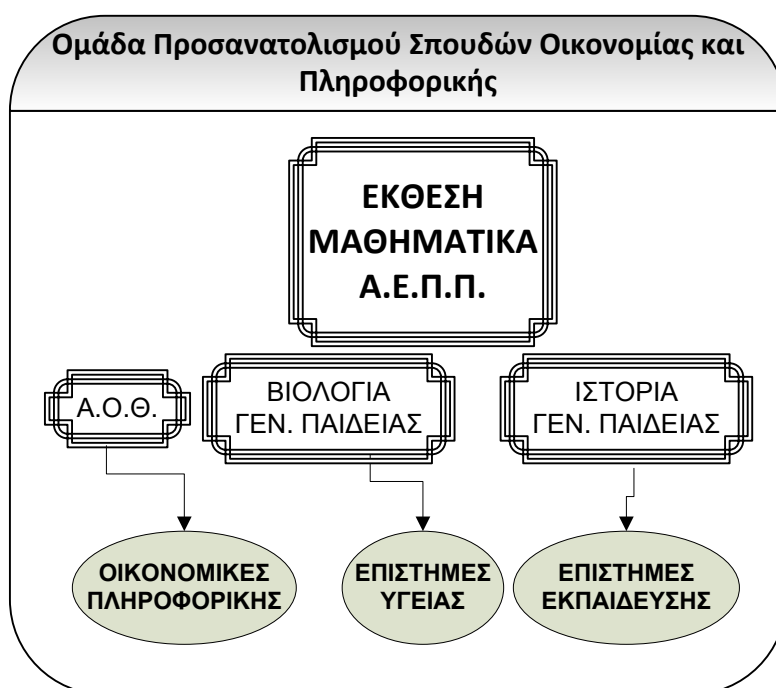 Ομάδα Προσανατολισμού Σπουδών Οικονομίας και
Πληροφορικής
ΕΚΘΕΣΗ
ΜΑΘΗΜΑΤΙΚΑ
Α.Ε.Π.Π.
Α.Ο.Θ.
ΒΙΟΛΟΓΙΑ
ΓΕΝ. ΠΑΙΔΕΙΑΣ
ΙΣΤΟΡΙΑ
ΓΕΝ. ΠΑΙΔΕΙΑΣ
ΟΙΚΟΝΟΜΙΚΕΣ
ΠΛΗΡΟΦΟΡΙΚΗΣ
ΕΠΙΣΤΗΜΕΣ
ΥΓΕΙΑΣ
ΕΠΙΣΤΗΜΕΣ
ΕΚΠΑΙΔΕΥΣΗΣ